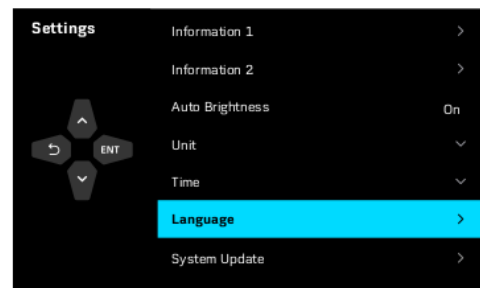 Settings
Information 1
Information 2
Auto Brightness On
Unit
Time
Language
System Update
ENT